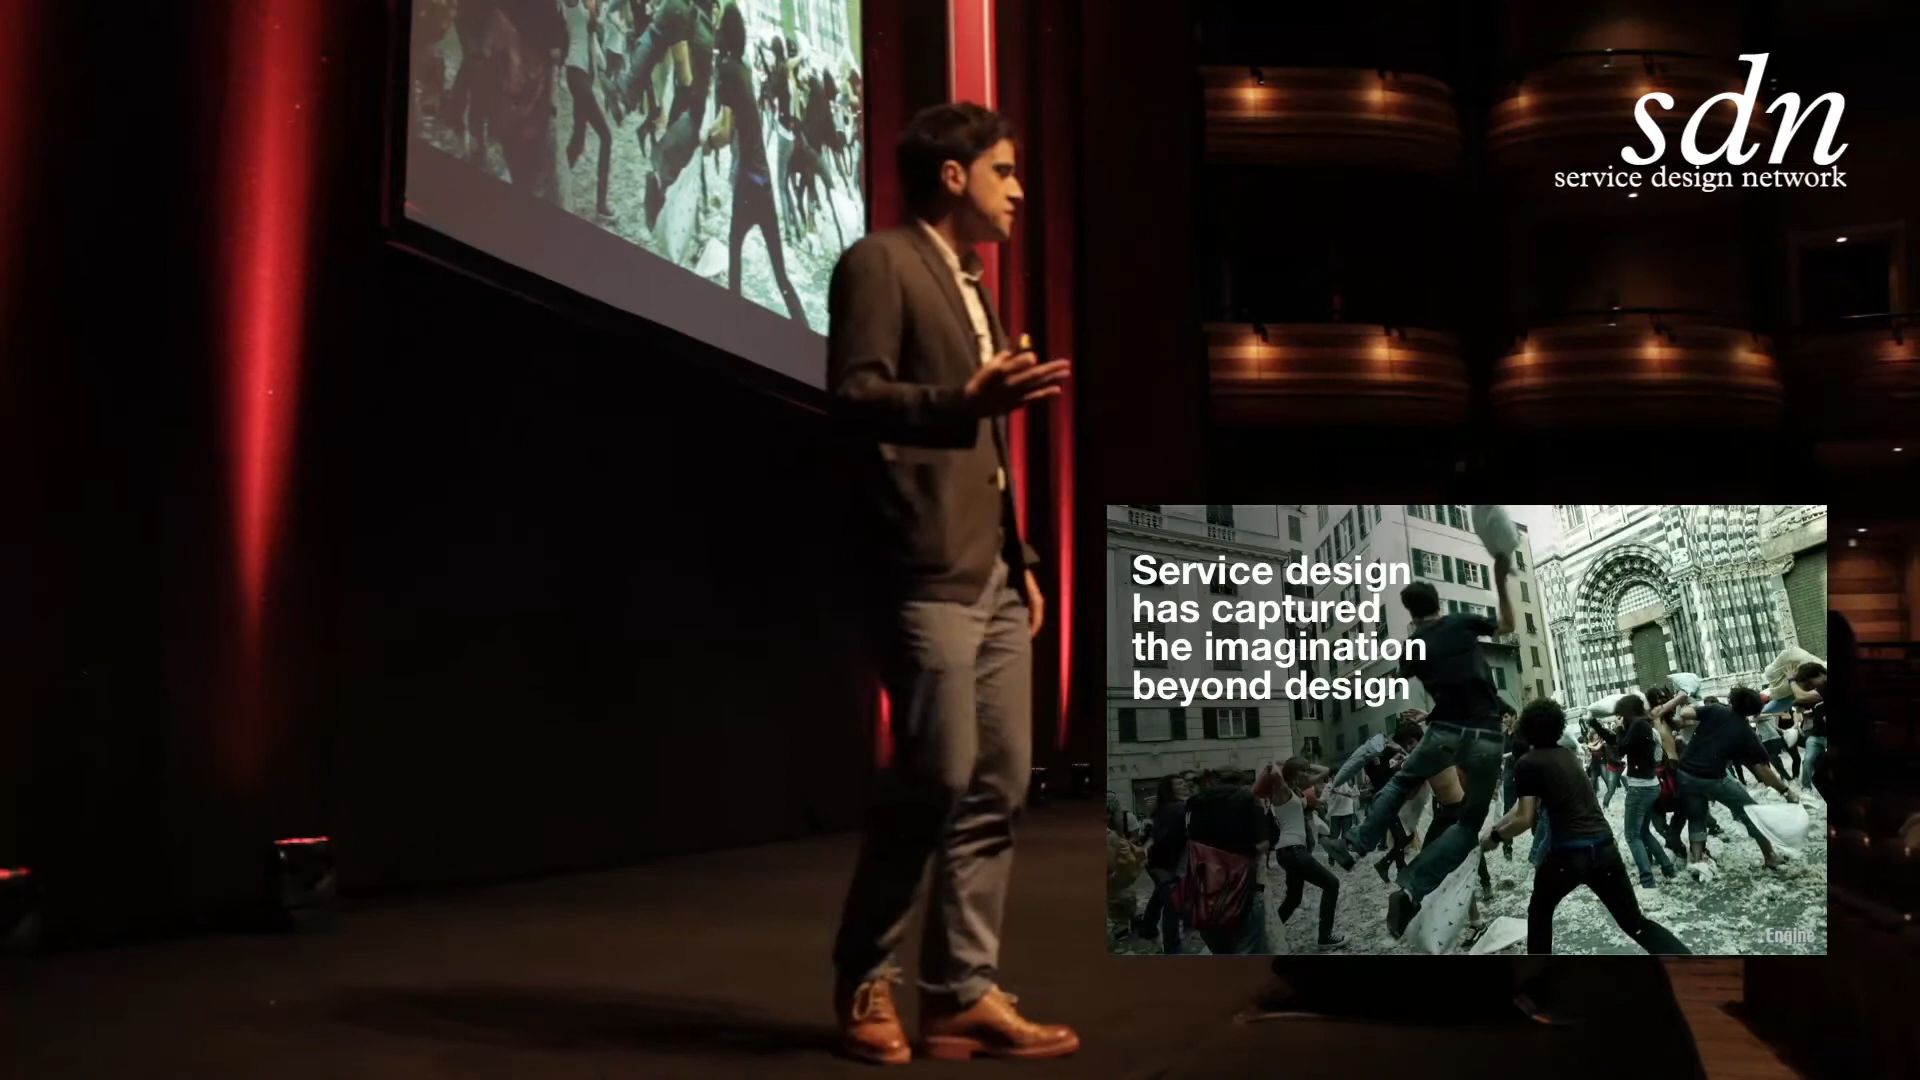 sdn
service design network
Service design
has captured
the imagination
beyond design
Engine